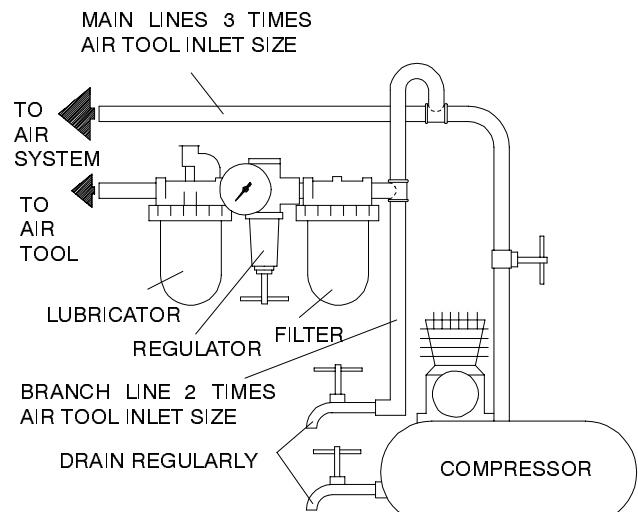 MAIN LINES 3 TIMES
AIR TOOL INLET SIZE
TO
AIR
SYSTEM
TO
AIR
TOOL
LUBRICATOR
REGULATOR
FILTER
BRANCH LINE 2 TIMES
AIR TOOL INLET SIZE
DRAIN REGULARLY
COMPRESSOR